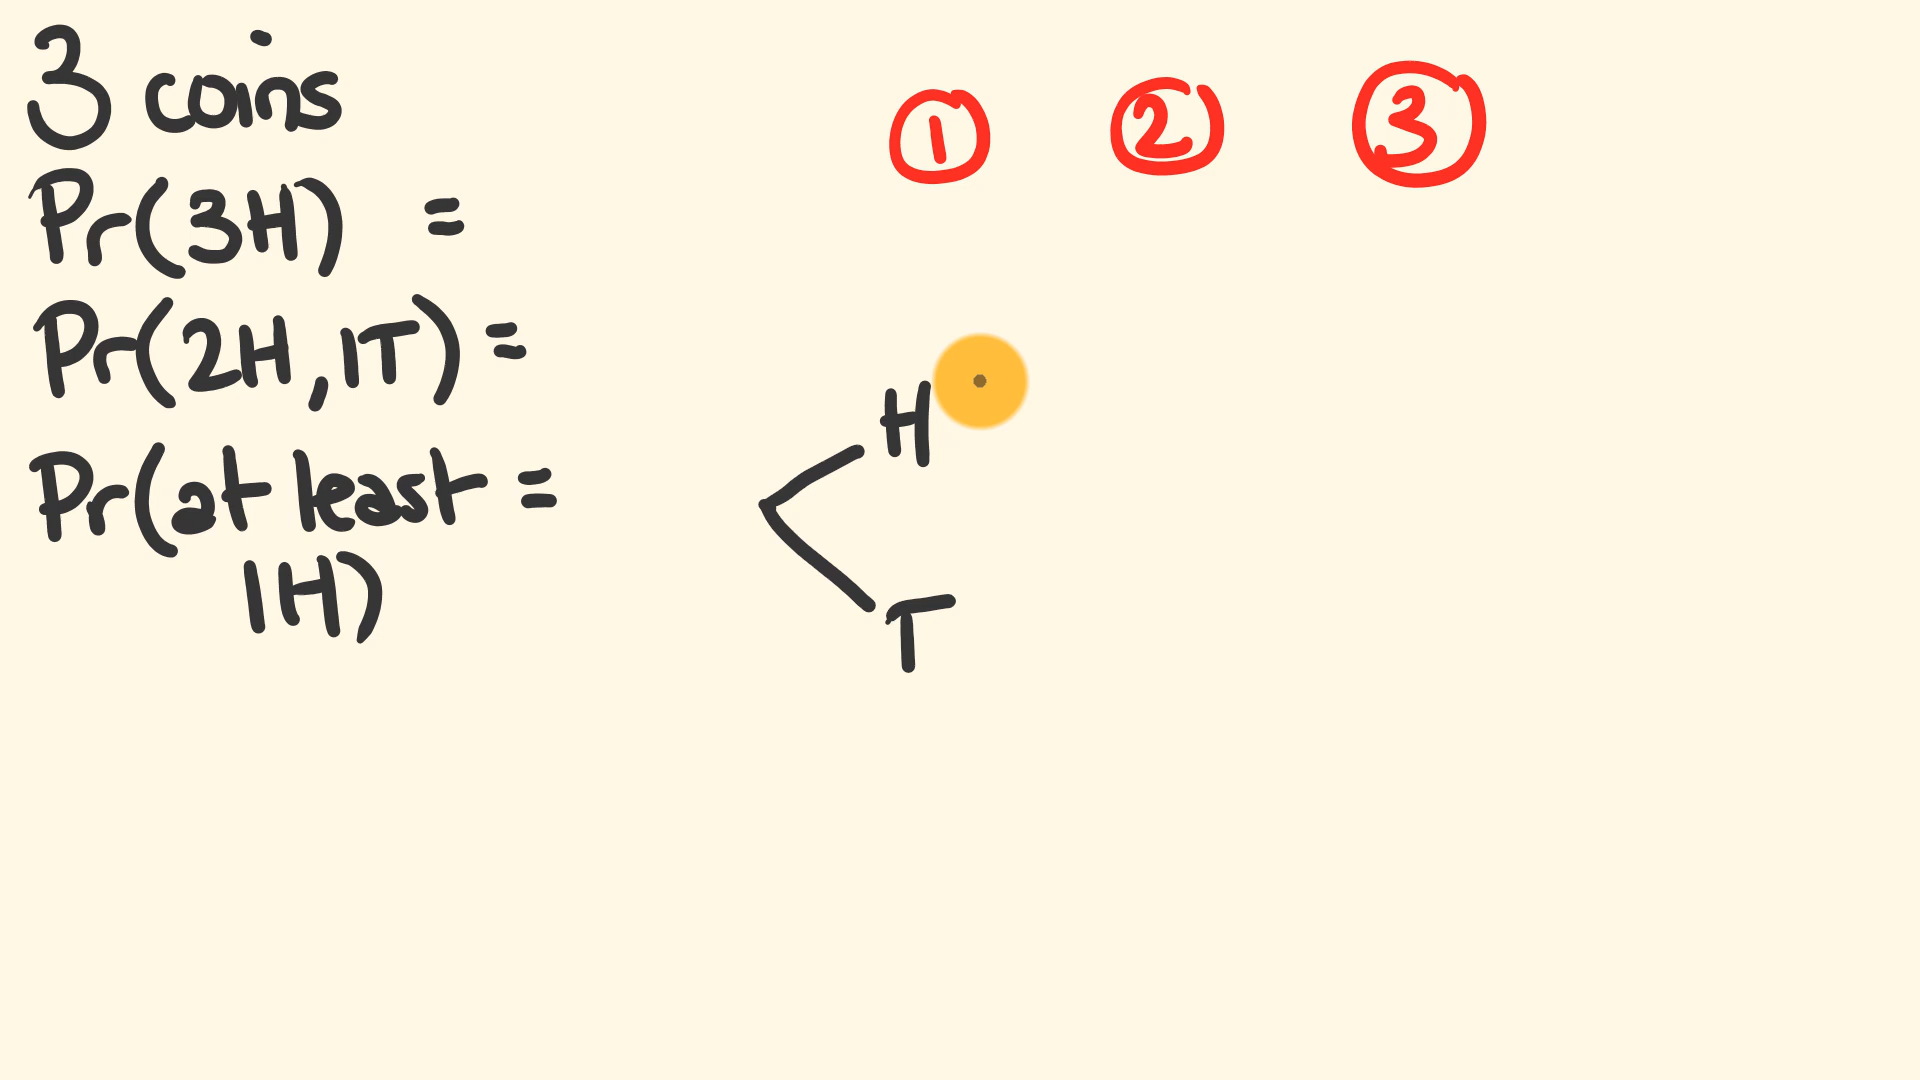 3 coins
Pr(3H) =
Pr(2H, 1T) =
Pr(at least =
1H)
1 2 3
H
T